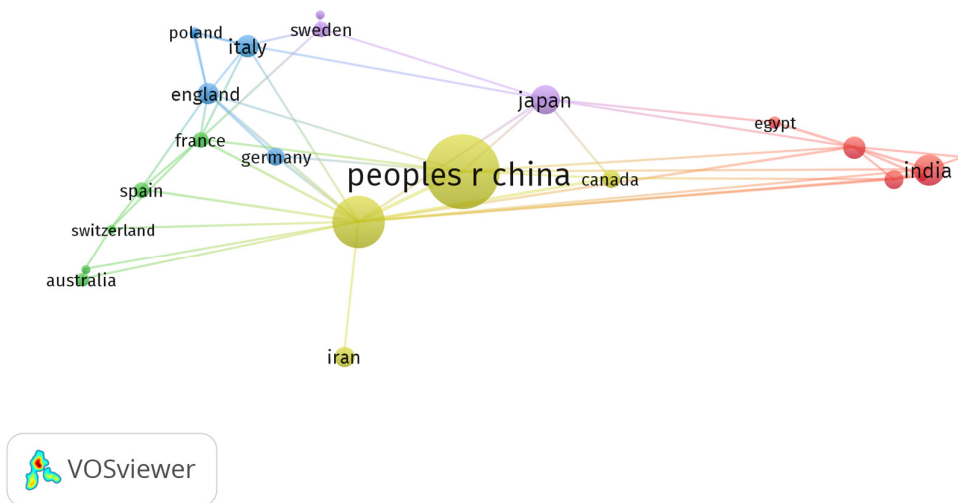 poland
sweden
italy
england
japan
egypt
france
germany
peoples r china
canada
india
spain
switzerland
australia
iran
VOSviewer